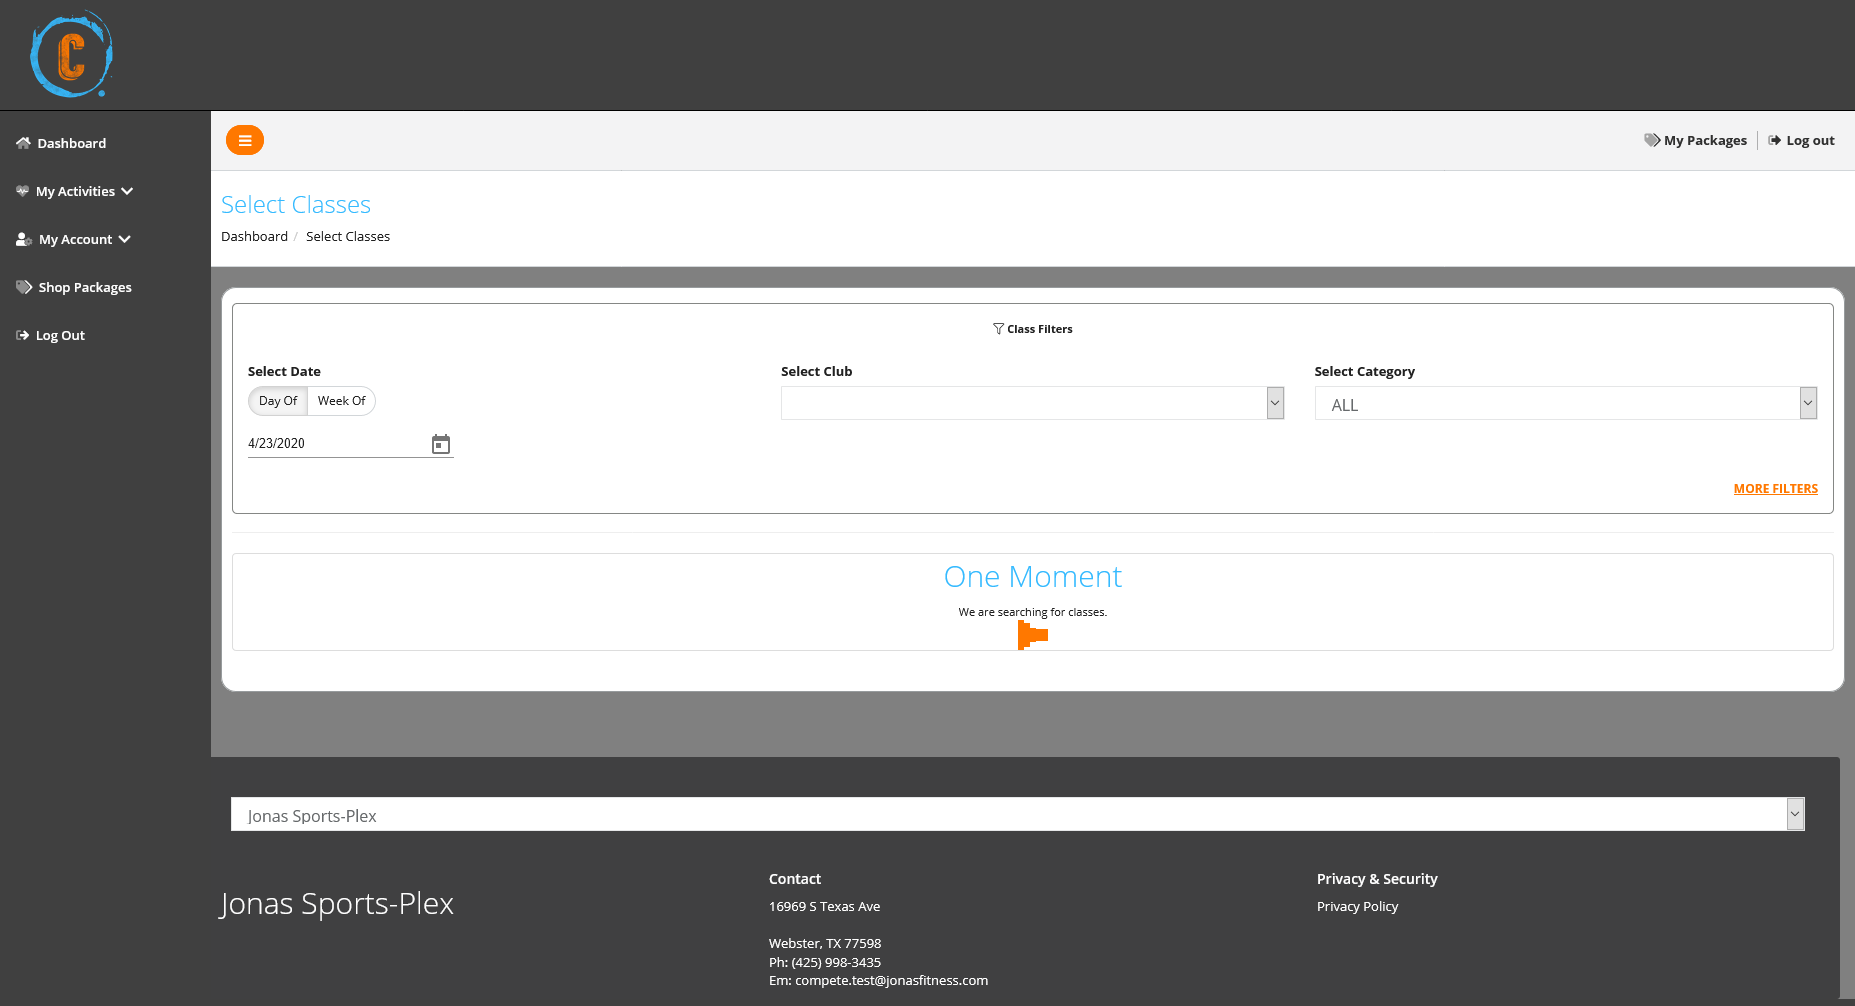 C
Dashboard
My Activities
My Account
Shop Packages
Log Out
My Packages
Log out
Select Classes
Dashboard / Select Classes
Class Filters
Select Date
Day Of
Week Of
4/23/2020
Select Club
Select Category
ALL
MORE FILTERS
One Moment
We are searching for classes.
Jonas Sports-Plex
Jonas Sports-Plex
Contact
16969 S Texas Ave
Webster, TX 77598
Ph: (425) 998-3435
Em: compete.test@jonasfitness.com
Privacy & Security
Privacy Policy